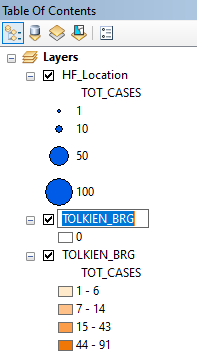 Table Of Contents
Layers
HF_Location
TOT_CASES
1
10
50
100
TOLKIEN_BRG
0
TOLKIEN_BRG
TOT_CASES
1 - 6
7 - 14
15 - 43
44 - 91